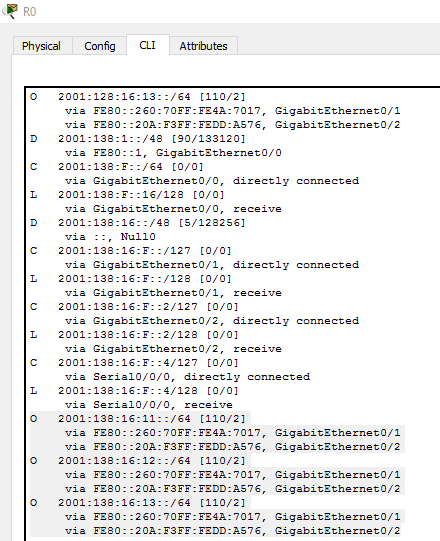 R0
Physical Config CLI Attributes
O 2001:128:16:13::/64 [110/2]
via FE80::260:70FF:FE4A:7017, GigabitEthernet0/1
via FE80::20A:F3FF:FEDD:A576, GigabitEthernet0/2
D 2001:138:1::/48 [90/133120]
via FE80::1, GigabitEthernet0/0
C 2001:138:F::/64 [0/0]
via GigabitEthernet0/0, directly connected
L 2001:138:F::16/128 [0/0]
via GigabitEthernet0/0, receive
D 2001:138:16::/48 [5/128256]
via ::, Null0
C 2001:138:16:F::/127 [0/0]
via GigabitEthernet0/1, directly connected
L 2001:138:16:F::/128 [0/0]
via GigabitEthernet0/1, receive
C 2001:138:16:F::2/127 [0/0]
via GigabitEthernet0/2, directly connected
L 2001:138:16:F::2/128 [0/0]
via GigabitEthernet0/2, receive
C 2001:138:16:F::4/127 [0/0]
via Serial0/0/0, directly connected
L 2001:138:16:F::4/128 [0/0]
via Serial0/0/0, receive
O 2001:138:16:11::/64 [110/2]
via FE80::260:70FF:FE4A:7017, GigabitEthernet0/1
via FE80::20A:F3FF:FEDD:A576, GigabitEthernet0/2
O 2001:138:16:12::/64 [110/2]
via FE80::260:70FF:FE4A:7017, GigabitEthernet0/1
via FE80::20A:F3FF:FEDD:A576, GigabitEthernet0/2
O 2001:138:16:13::/64 [110/2]
via FE80::260:70FF:FE4A:7017, GigabitEthernet0/1
via FE80::20A:F3FF:FEDD:A576, GigabitEthernet0/2